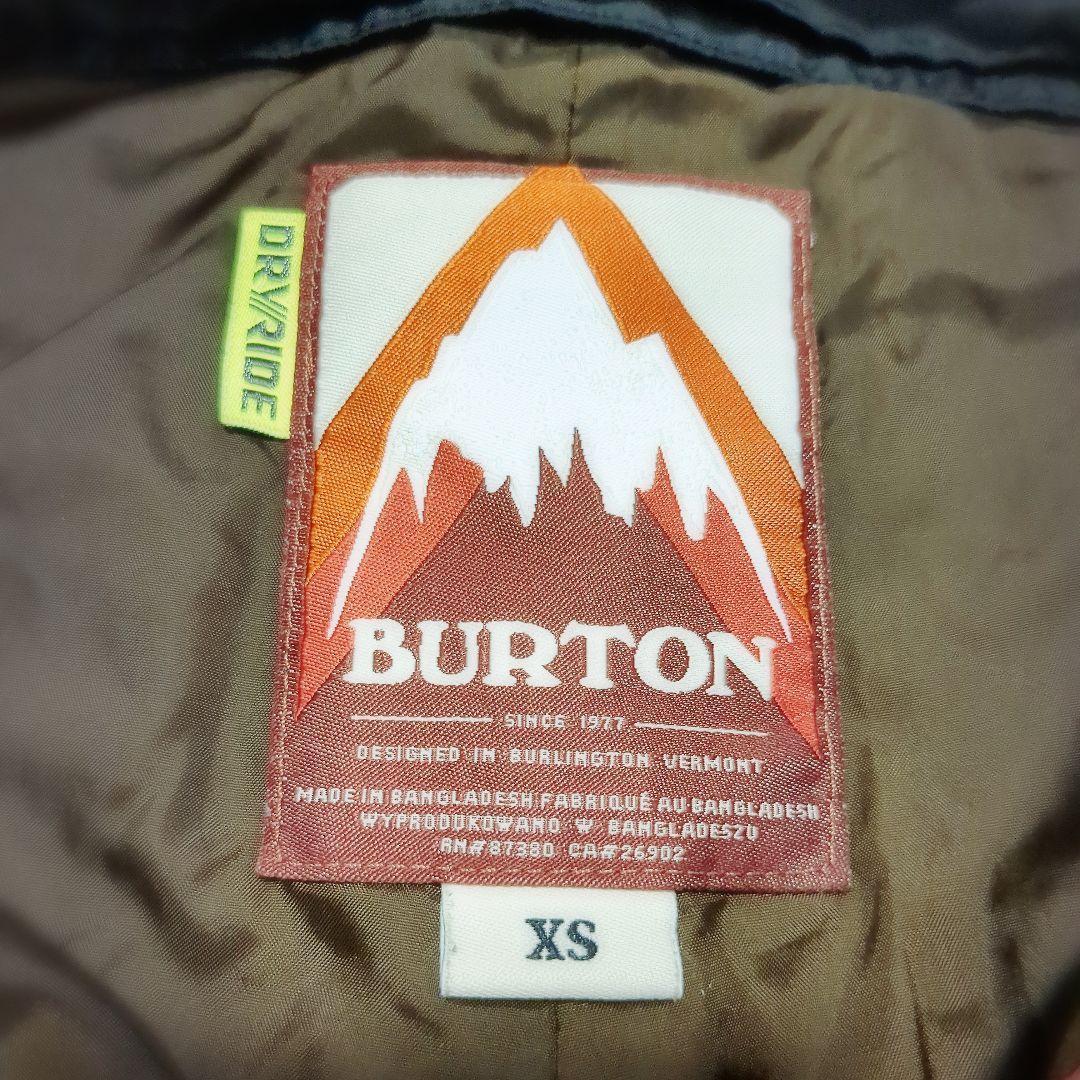 DRY//RIDE
BURTON
SINCE 1977
DESIGNED IN BURLINGTON VERMONT
MADE IN BANGLADESH FABRIQUÉ AU BANGLADESH
WYPRODUKOWANO W BANGLADESZU
RN#87380 CA#26902
XS